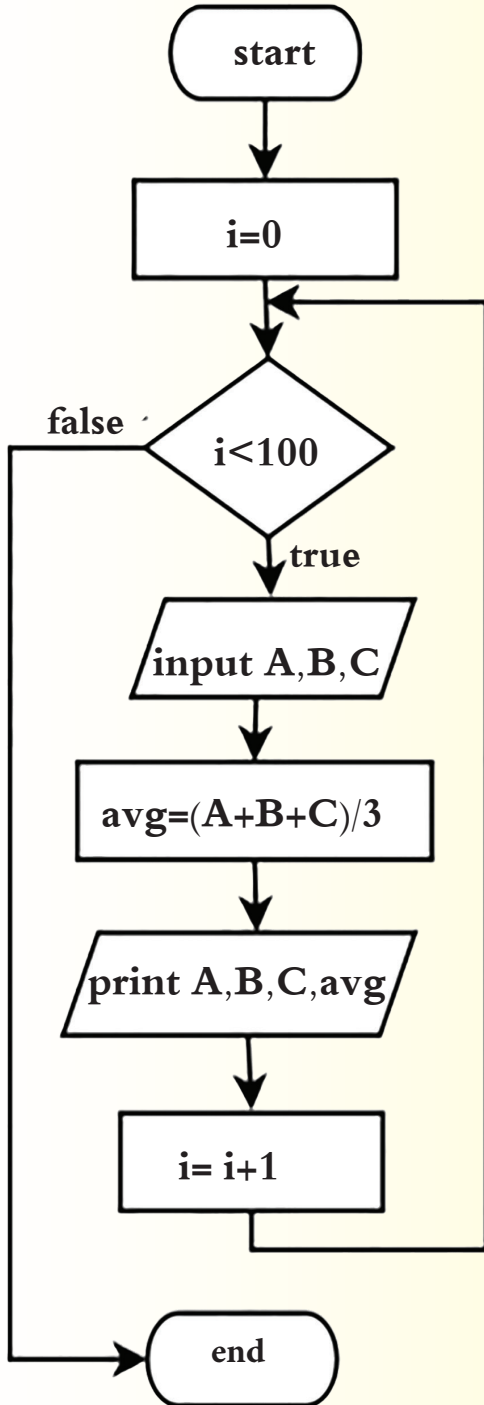 start
i=0
i<100
false
true
input A,B,C
avg=(A+B+C)/3
print A,B,C,avg
i= i+1
end